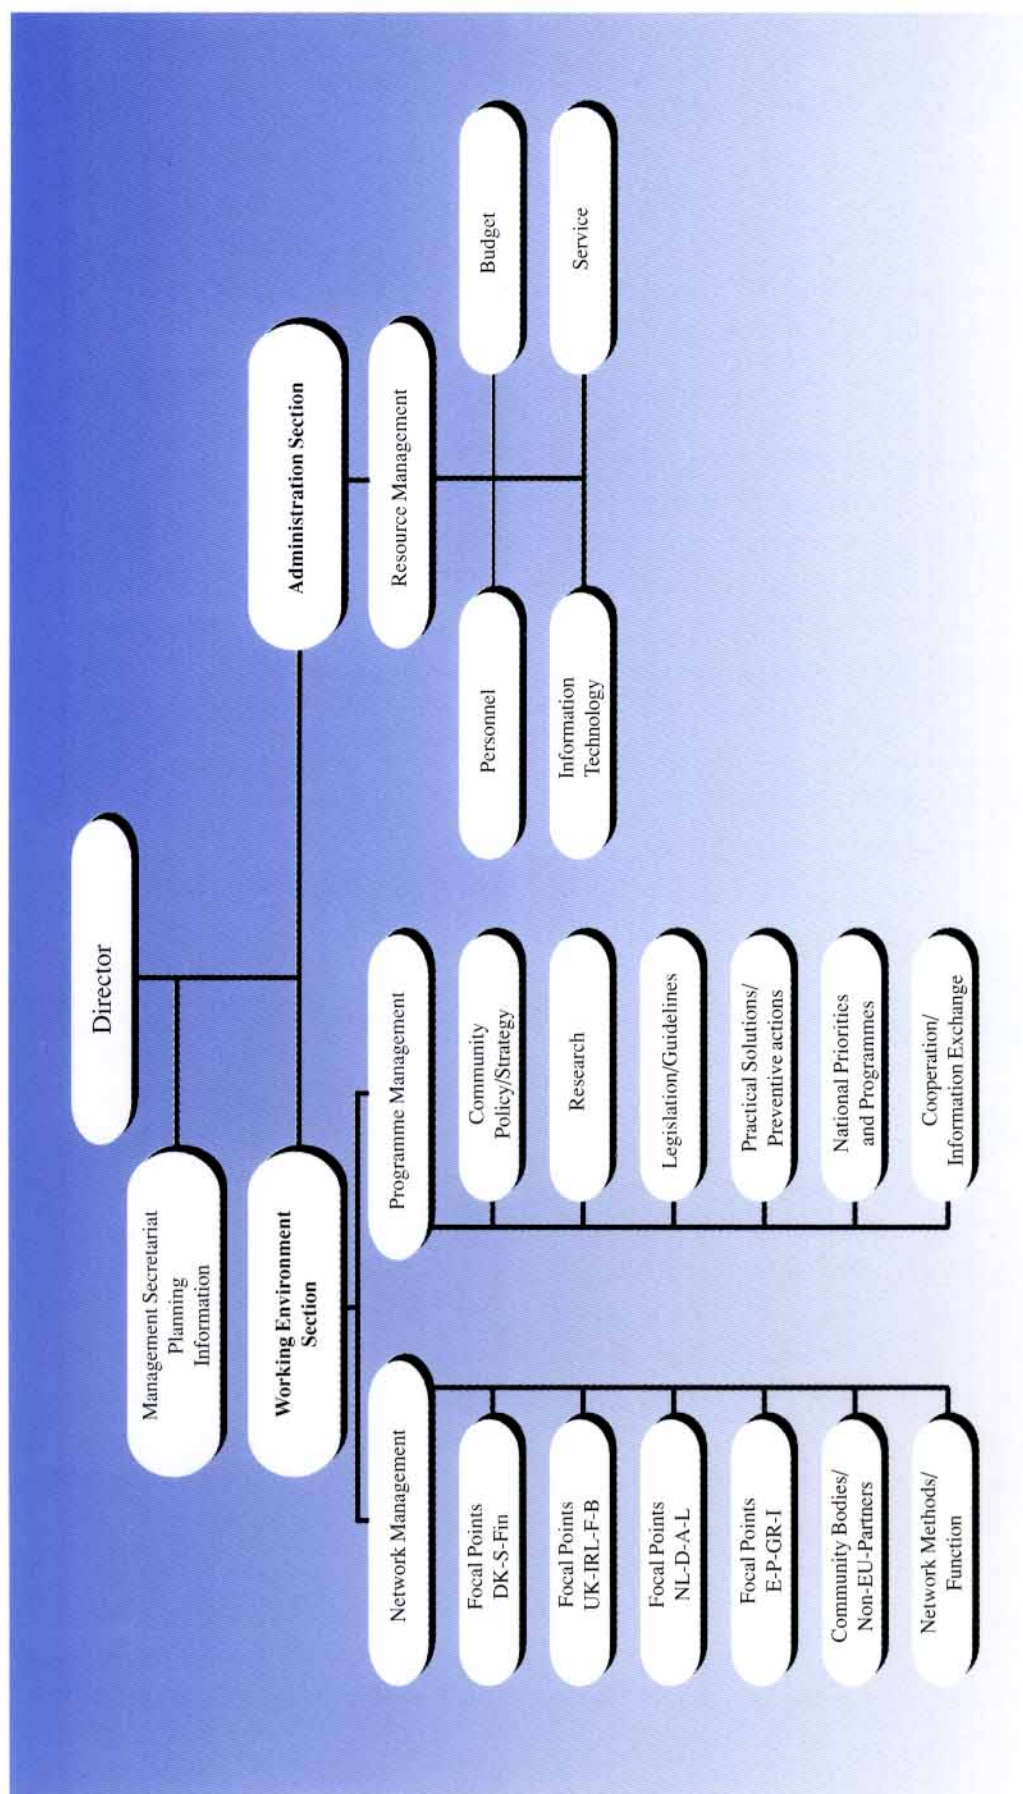 Director
Management Secretariat
Planning
Information
Working Environment
Section
Administration Section
Network Management
Programme Management
Resource Management
Focal Points
DK-S-Fin
Focal Points
UK-IRL-F-B
Focal Points
NL-D-A-L
Focal Points
E-P-GR-I
Community Bodies/
Non-EU-Partners
Network Methods/
Function
Community
Policy/Strategy
Research
Legislation/Guidelines
Practical Solutions/
Preventive actions
National Priorities
and Programmes
Cooperation/
Information Exchange
Personnel
Budget
Information
Technology
Service